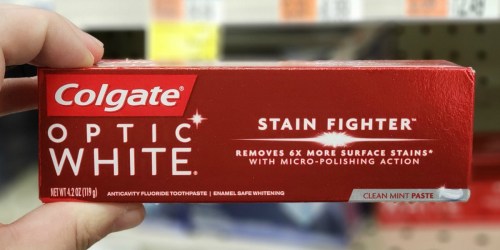 Colgate®
OPTIC
WHITE®
STAIN FIGHTER™
REMOVES 6X MORE SURFACE STAINS*
WITH MICRO-POLISHING ACTION
NET WT 4.2 OZ (119 g)
ANTICAVITY FLUORIDE TOOTHPASTE | ENAMEL SAFE WHITENING
CLEAN MINT PASTE